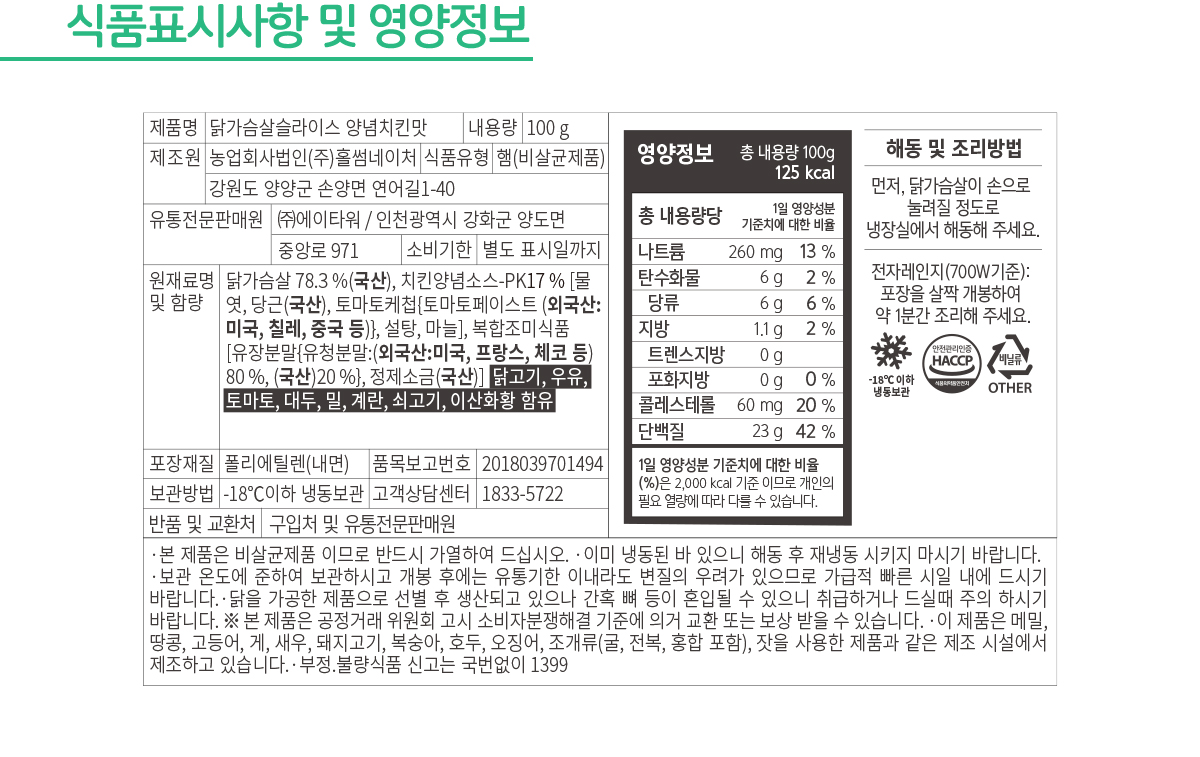 식품표시사항 및 영양정보
제품명 닭가슴살슬라이스 양념치킨맛 내용량 100 g
제조원 농업회사법인(주)홀썸네이처 식품유형 햄(비살균제품)
강원도 양양군 손양면 연어길1-40
유통전문판매원 ㈜에이타워 / 인천광역시 강화군 양도면
중앙로 971 소비기한 별도 표시일까지
원재료명 닭가슴살 78.3 %(국산), 치킨양념소스-PK17 % [물
및 함량 엿, 당근(국산), 토마토케첩{토마토페이스트 (외국산:
미국, 칠레, 중국 등)}, 설탕, 마늘], 복합조미식품
[유장분말{유청분말:(외국산:미국, 프랑스, 체코 등)
80 %, (국산)20 %}, 정제소금(국산)] 닭고기, 우유,
토마토, 대두, 밀, 계란, 쇠고기, 이산화황 함유
포장재질 폴리에틸렌(내면) 품목보고번호 2018039701494
보관방법 -18℃이하 냉동보관 고객상담센터 1833-5722
반품 및 교환처 구입처 및 유통전문판매원
영양정보 총 내용량 100g
125 kcal
총 내용량당 1일 영양성분
기준치에 대한 비율
나트륨 260 mg 13 %
탄수화물 6 g 2 %
당류 6 g 6 %
지방 1.1 g 2 %
트렌스지방 0 g
포화지방 0 g 0 %
콜레스테롤 60 mg 20 %
단백질 23 g 42 %
1일 영양성분 기준치에 대한 비율
(%)은 2,000 kcal 기준 이므로 개인의
필요 열량에 따라 다를 수 있습니다.
해동 및 조리방법
먼저, 닭가슴살이 손으로
눌려질 정도로
냉장실에서 해동해 주세요.
전자레인지(700W기준):
포장을 살짝 개봉하여
약 1분간 조리해 주세요.
-18℃ 이하
냉동보관
안전관리인증
HACCP
식품의약품안전처
비닐류
OTHER
·본 제품은 비살균제품 이므로 반드시 가열하여 드십시오. ·이미 냉동된 바 있으니 해동 후 재냉동 시키지 마시기 바랍니다.
·보관 온도에 준하여 보관하시고 개봉 후에는 유통기한 이내라도 변질의 우려가 있으므로 가급적 빠른 시일 내에 드시기
바랍니다.·닭을 가공한 제품으로 선별 후 생산되고 있으나 간혹 뼈 등이 혼입될 수 있으니 취급하거나 드실때 주의 하시기
바랍니다. ※ 본 제품은 공정거래 위원회 고시 소비자분쟁해결 기준에 의거 교환 또는 보상 받을 수 있습니다. ·이 제품은 메밀,
땅콩, 고등어, 게, 새우, 돼지고기, 복숭아, 호두, 오징어, 조개류(굴, 전복, 홍합 포함), 잣을 사용한 제품과 같은 제조 시설에서
제조하고 있습니다.·부정.불량식품 신고는 국번없이 1399